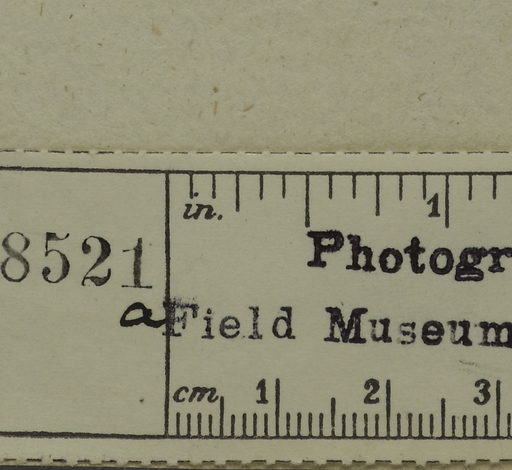 in. 1
8521 Photogr
a Field Museum
cm 1 2 3